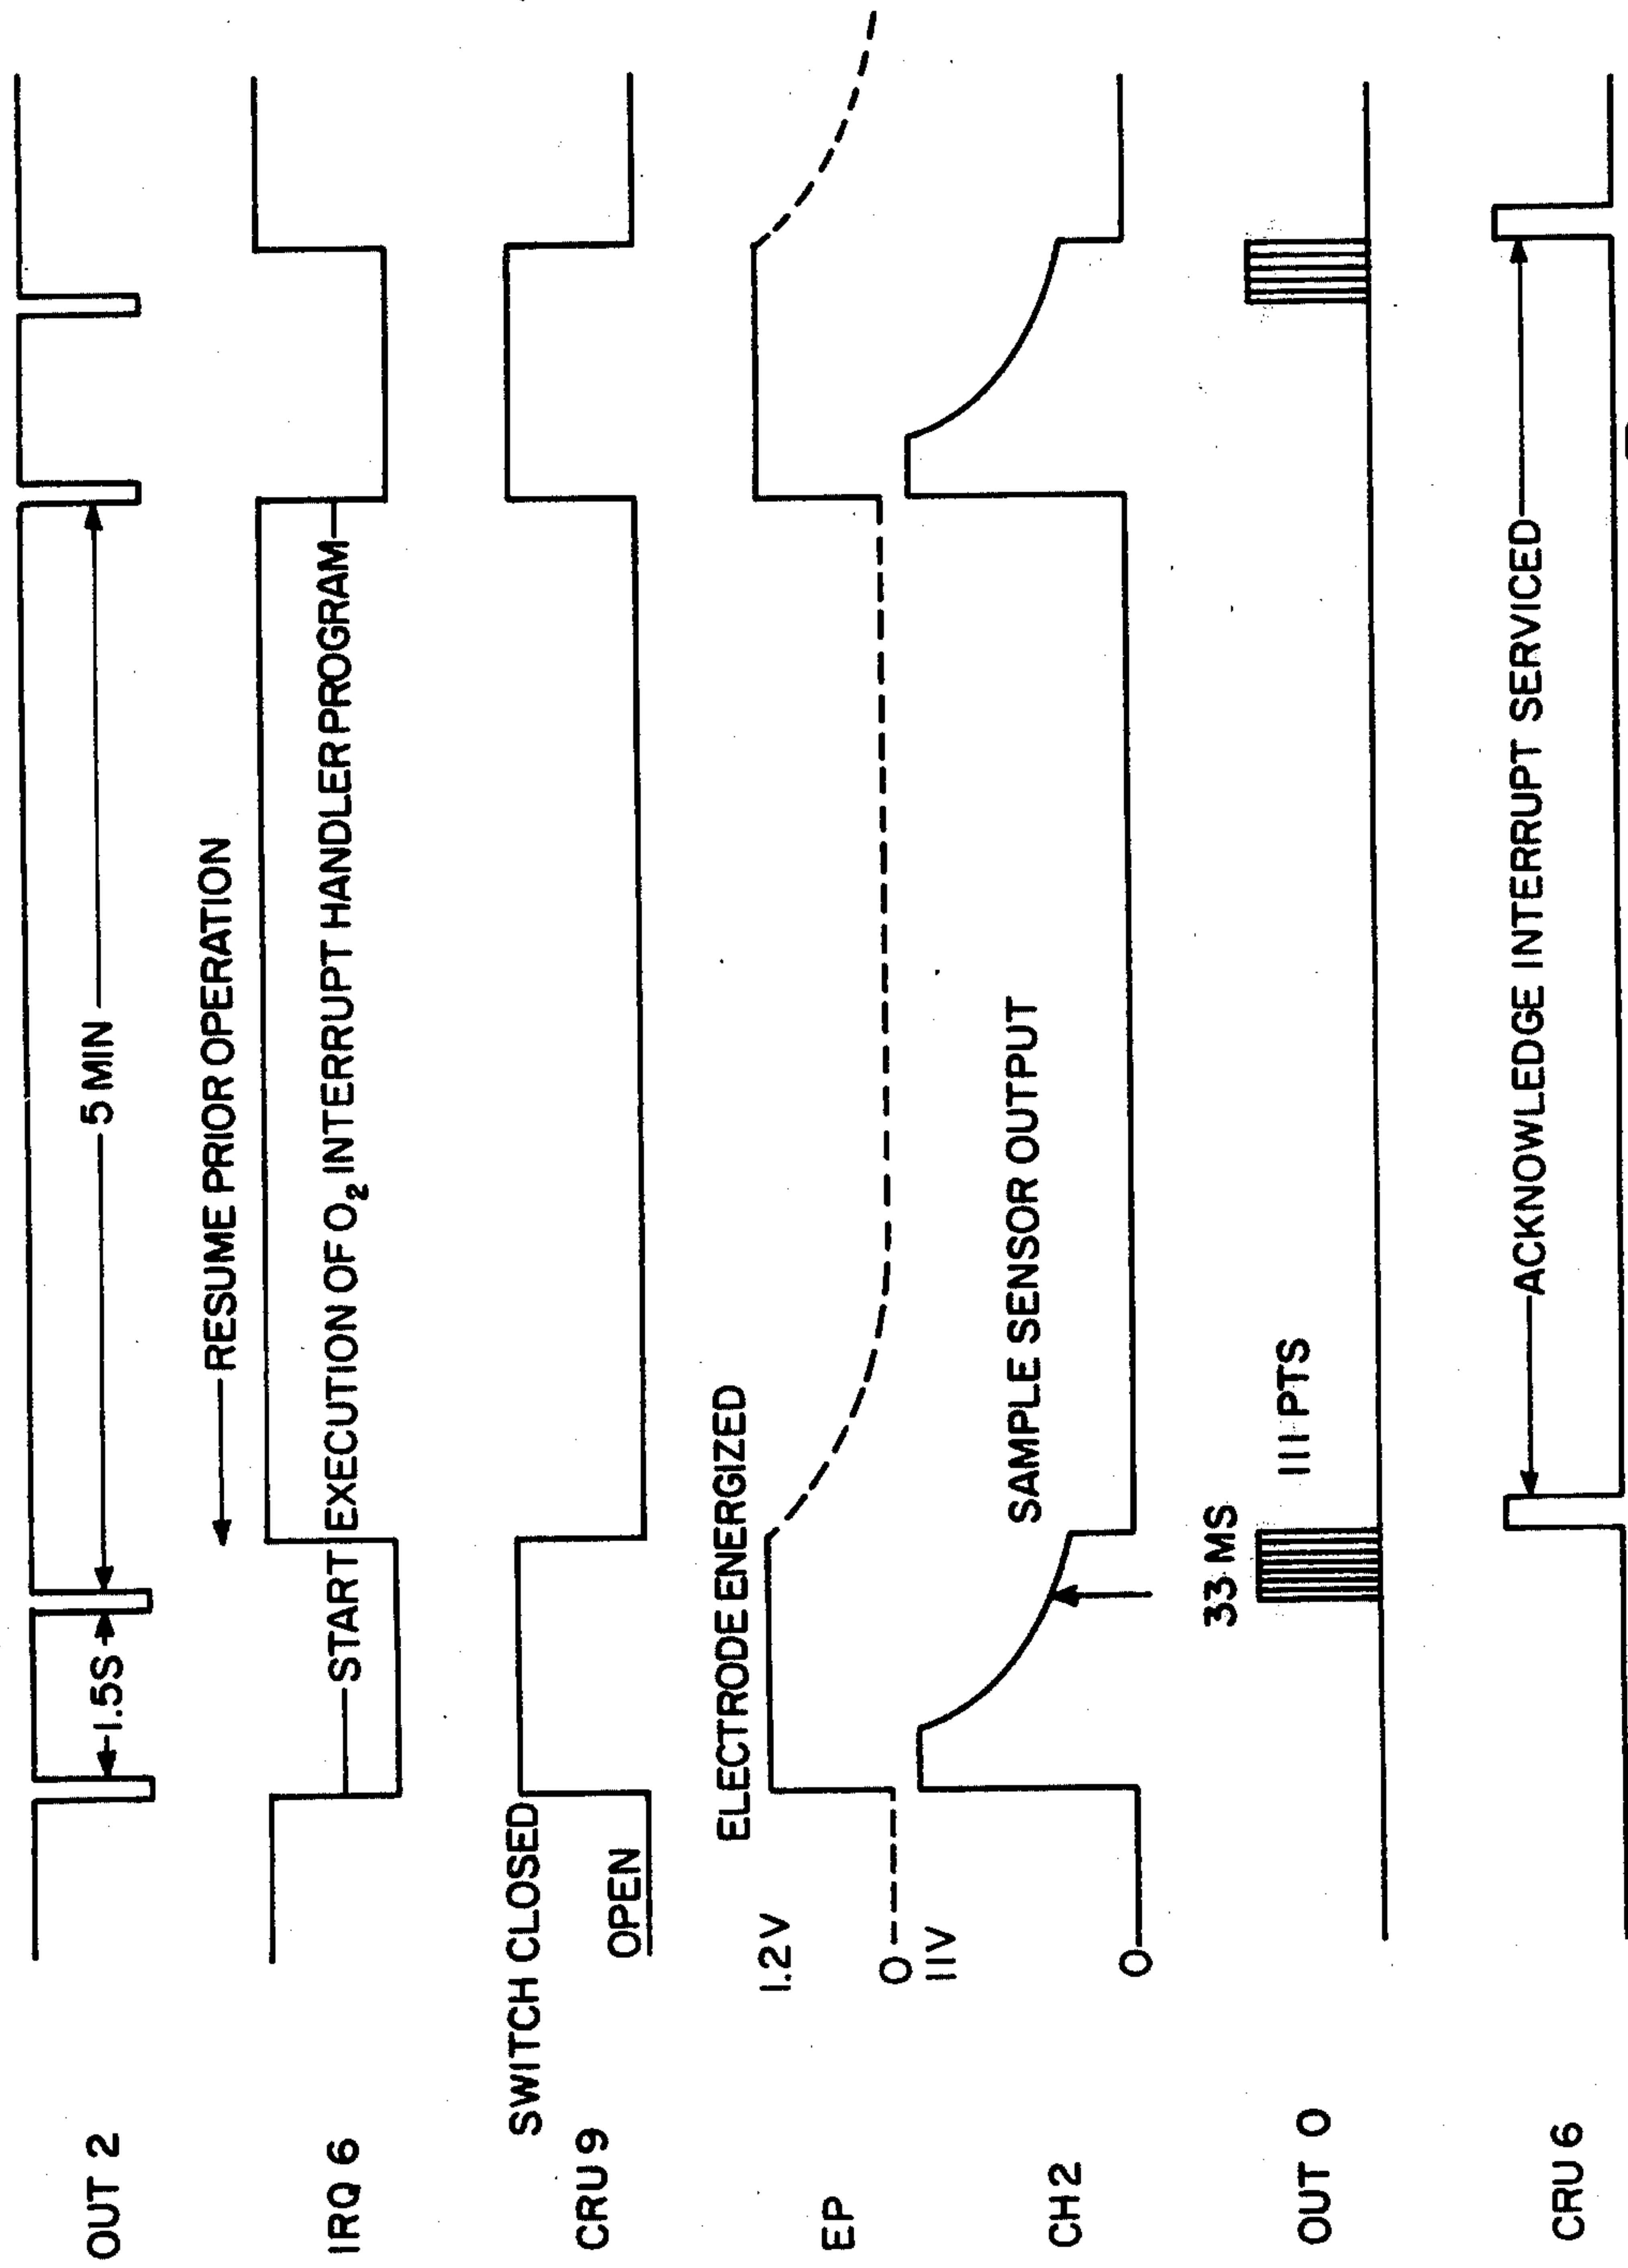 OUT 2
1.5S
5 MIN
RESUME PRIOR OPERATION
IRQ 6
START EXECUTION OF O₂ INTERRUPT HANDLER PROGRAM
SWITCH CLOSED
CRU 9
OPEN
ELECTRODE ENERGIZED
1.2V
EP
0
11V
SAMPLE SENSOR OUTPUT
CH2
0
33 MS
111 PTS
OUT 0
ACKNOWLEDGE INTERRUPT SERVICED
CRU 6